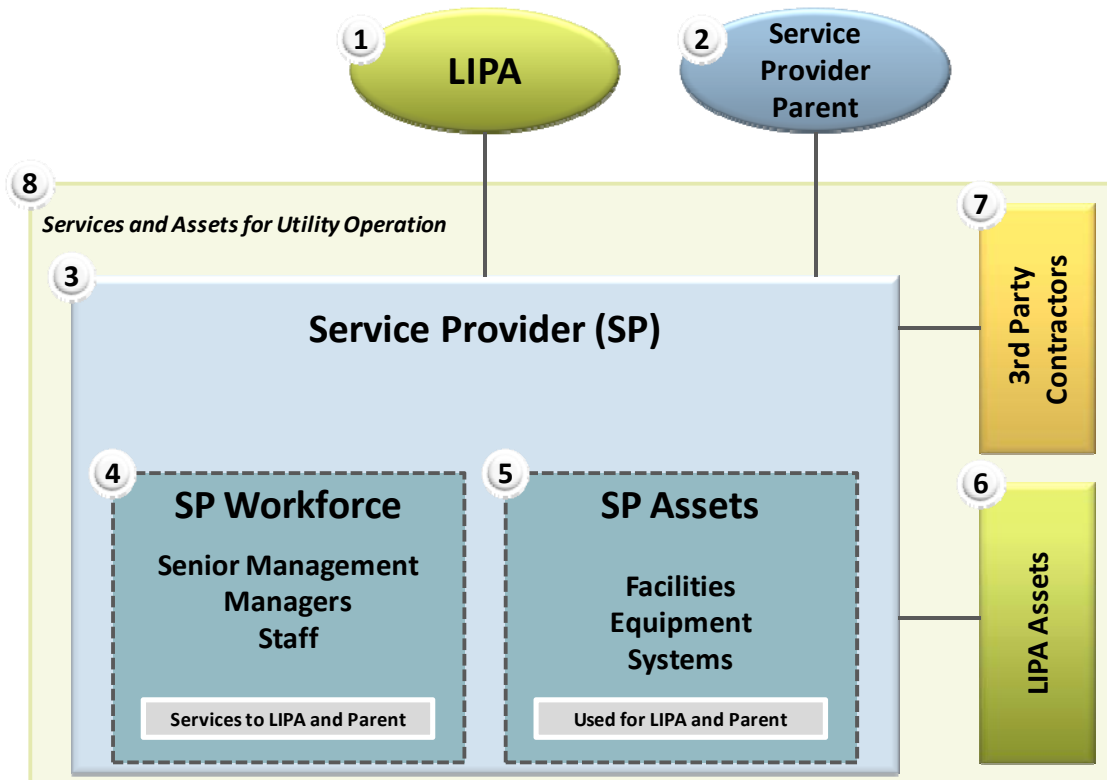 1
LIPA
2
Service
Provider
Parent
8
Services and Assets for Utility Operation
3
Service Provider (SP)
7
3rd Party
Contractors
4
SP Workforce
Senior Management
Managers
Staff
Services to LIPA and Parent
5
SP Assets
Facilities
Equipment
Systems
Used for LIPA and Parent
6
LIPA Assets